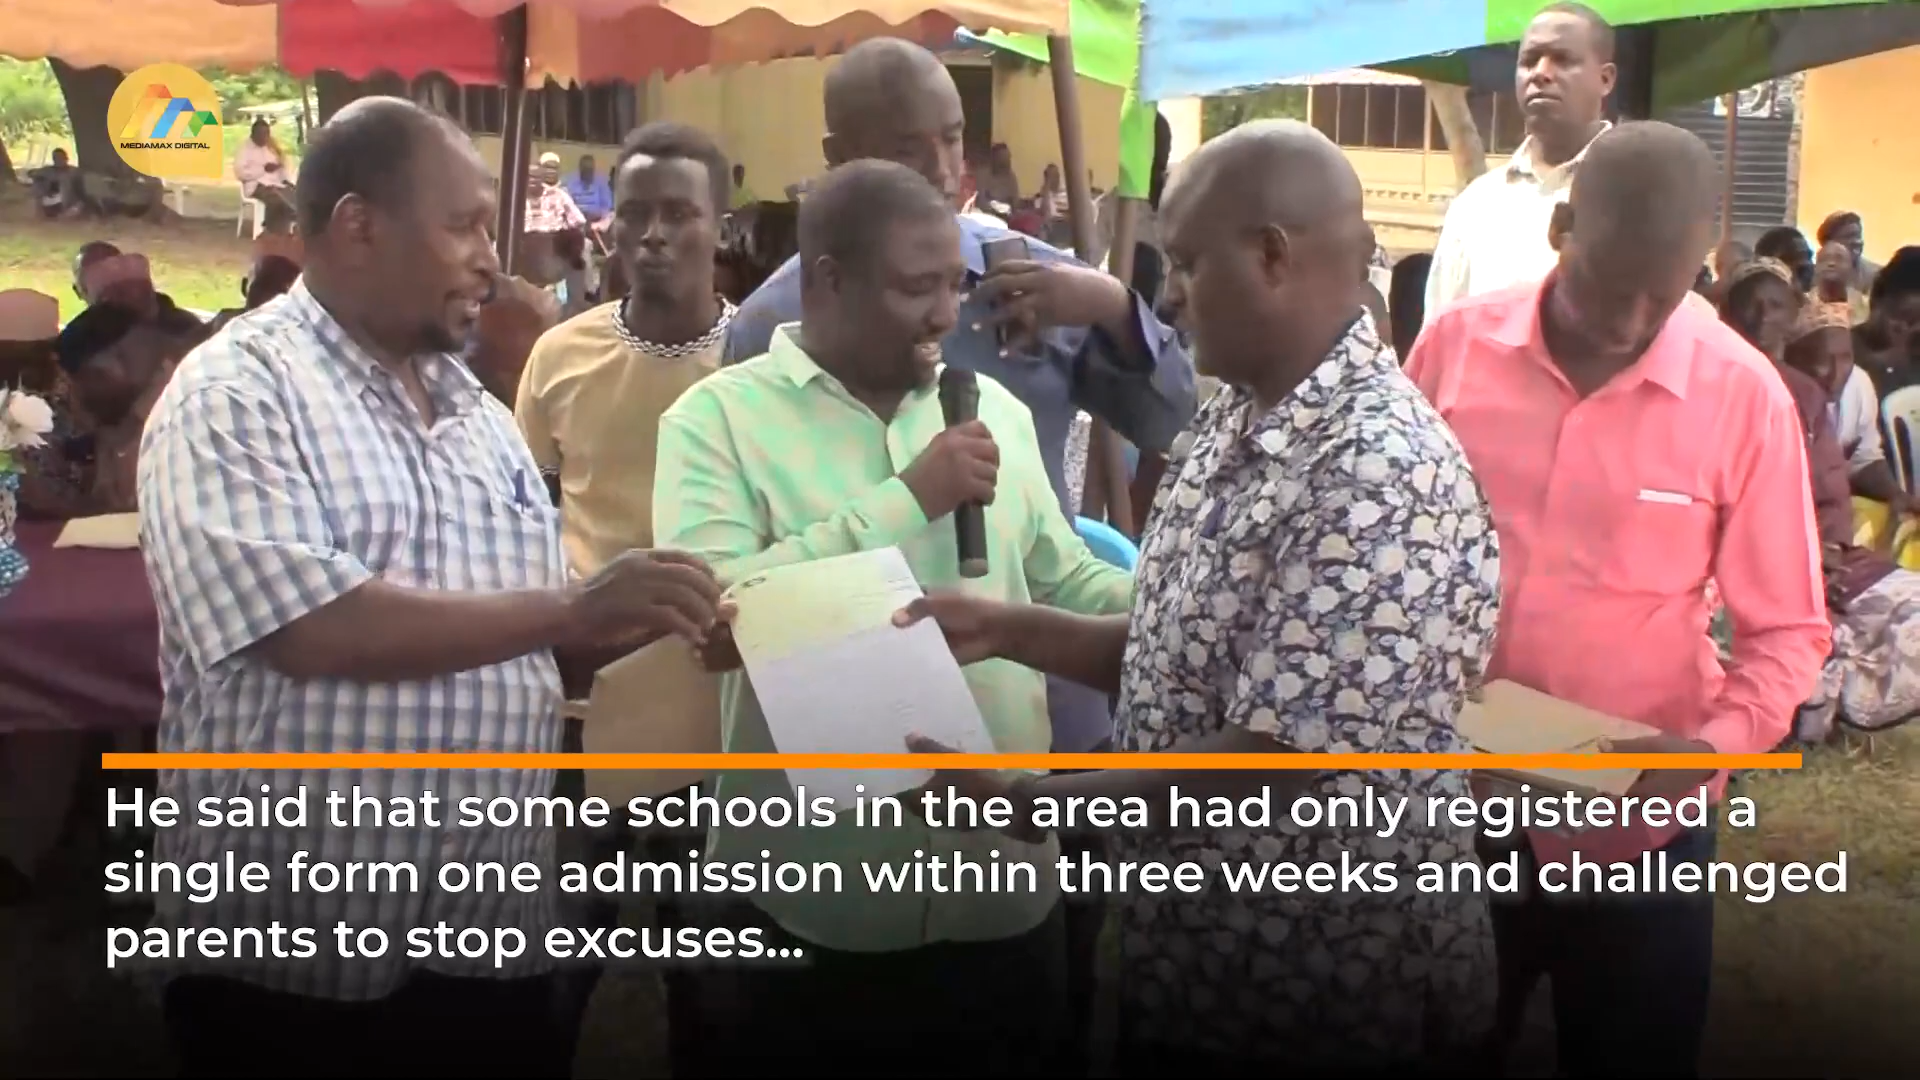 MEDIAMAX DIGITAL
He said that some schools in the area had only registered a
single form one admission within three weeks and challenged
parents to stop excuses...